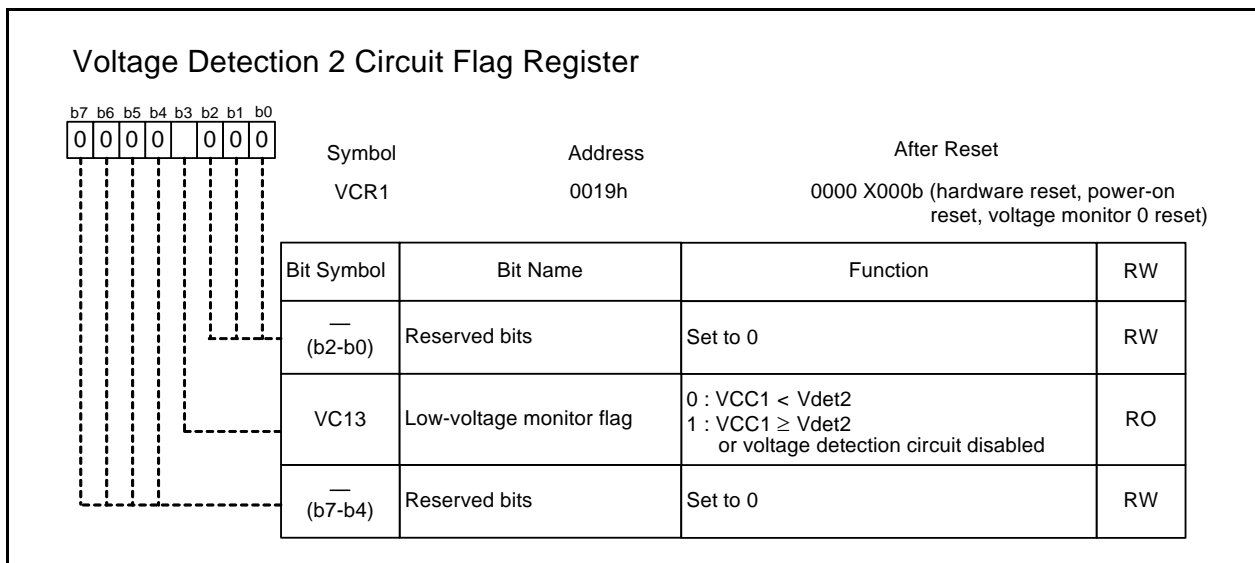 Voltage Detection 2 Circuit Flag Register
b7 b6 b5 b4 b3 b2 b1 b0
0 0 0 0 0 0 0
Symbol Address After Reset
VCR1 0019h 0000 X000b (hardware reset, power-on
reset, voltage monitor 0 reset)
Bit Symbol Bit Name Function RW
—
(b2-b0) Reserved bits Set to 0 RW
0 : VCC1 < Vdet2
VC13 Low-voltage monitor flag 1 : VCC1 ≥ Vdet2 RO
or voltage detection circuit disabled
—
(b7-b4) Reserved bits Set to 0 RW